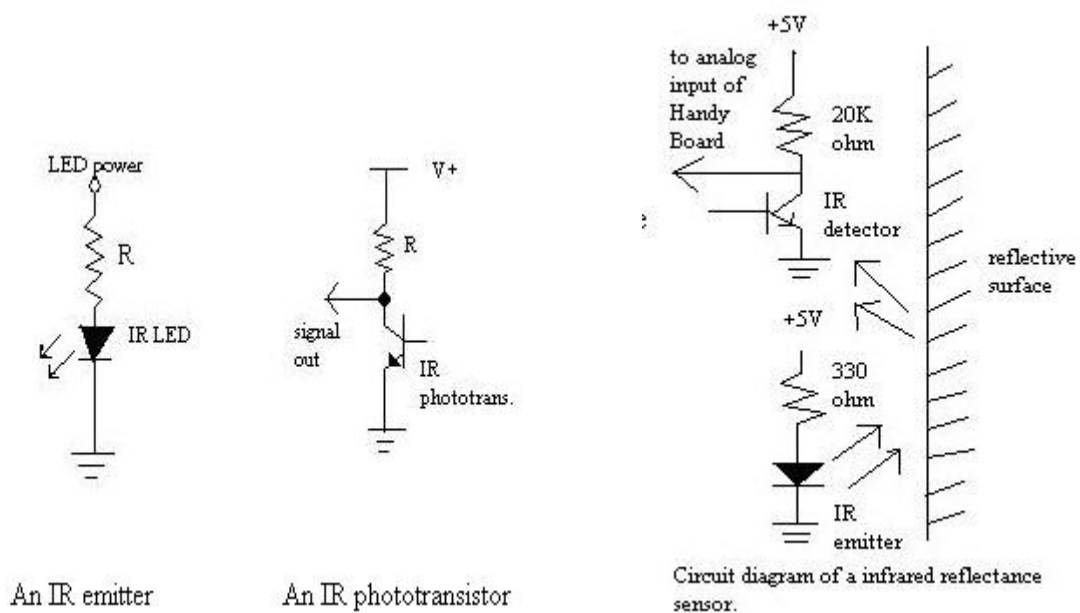 LED power
R
IR LED
An IR emitter
V+
R
signal
out
IR
phototrans.
An IR phototransistor
+5V
to analog
input of
Handy
Board
20K
ohm
IR
detector
e
reflective
surface
+5V
330
ohm
IR
emitter
Circuit diagram of a infrared reflectance
sensor.